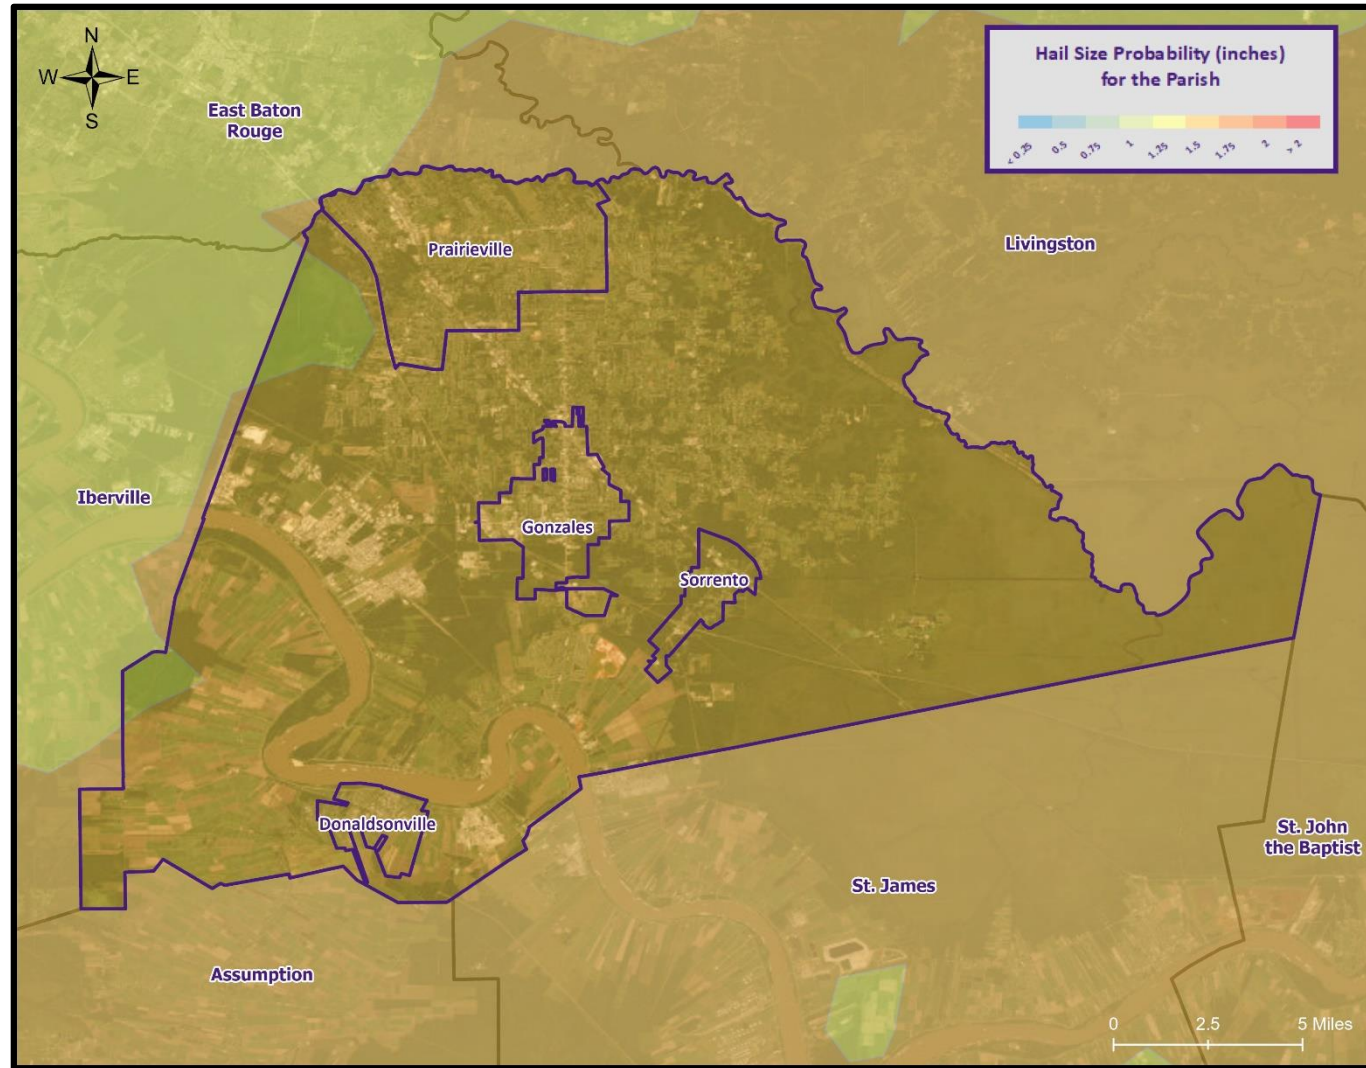 N
W E
S
Hail Size Probability (inches)
for the Parish
< 0.25 0.5 0.75 1 1.25 1.5 1.75 2 > 2
East Baton
Rouge
Prairieville
Livingston
Iberville
Gonzales
Sorrento
Donaldsonville
St. John
the Baptist
St. James
Assumption
0 2.5 5 Miles